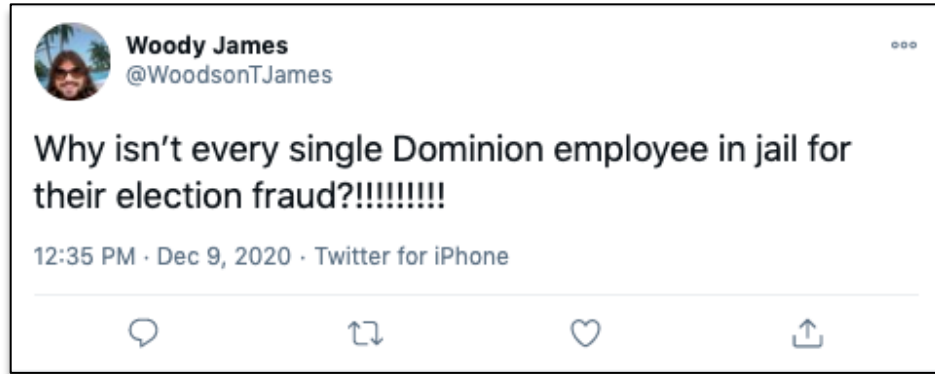 Woody James
@WoodsonTJames
Why isn’t every single Dominion employee in jail for
their election fraud?!!!!!!!!!
12:35 PM · Dec 9, 2020 · Twitter for iPhone